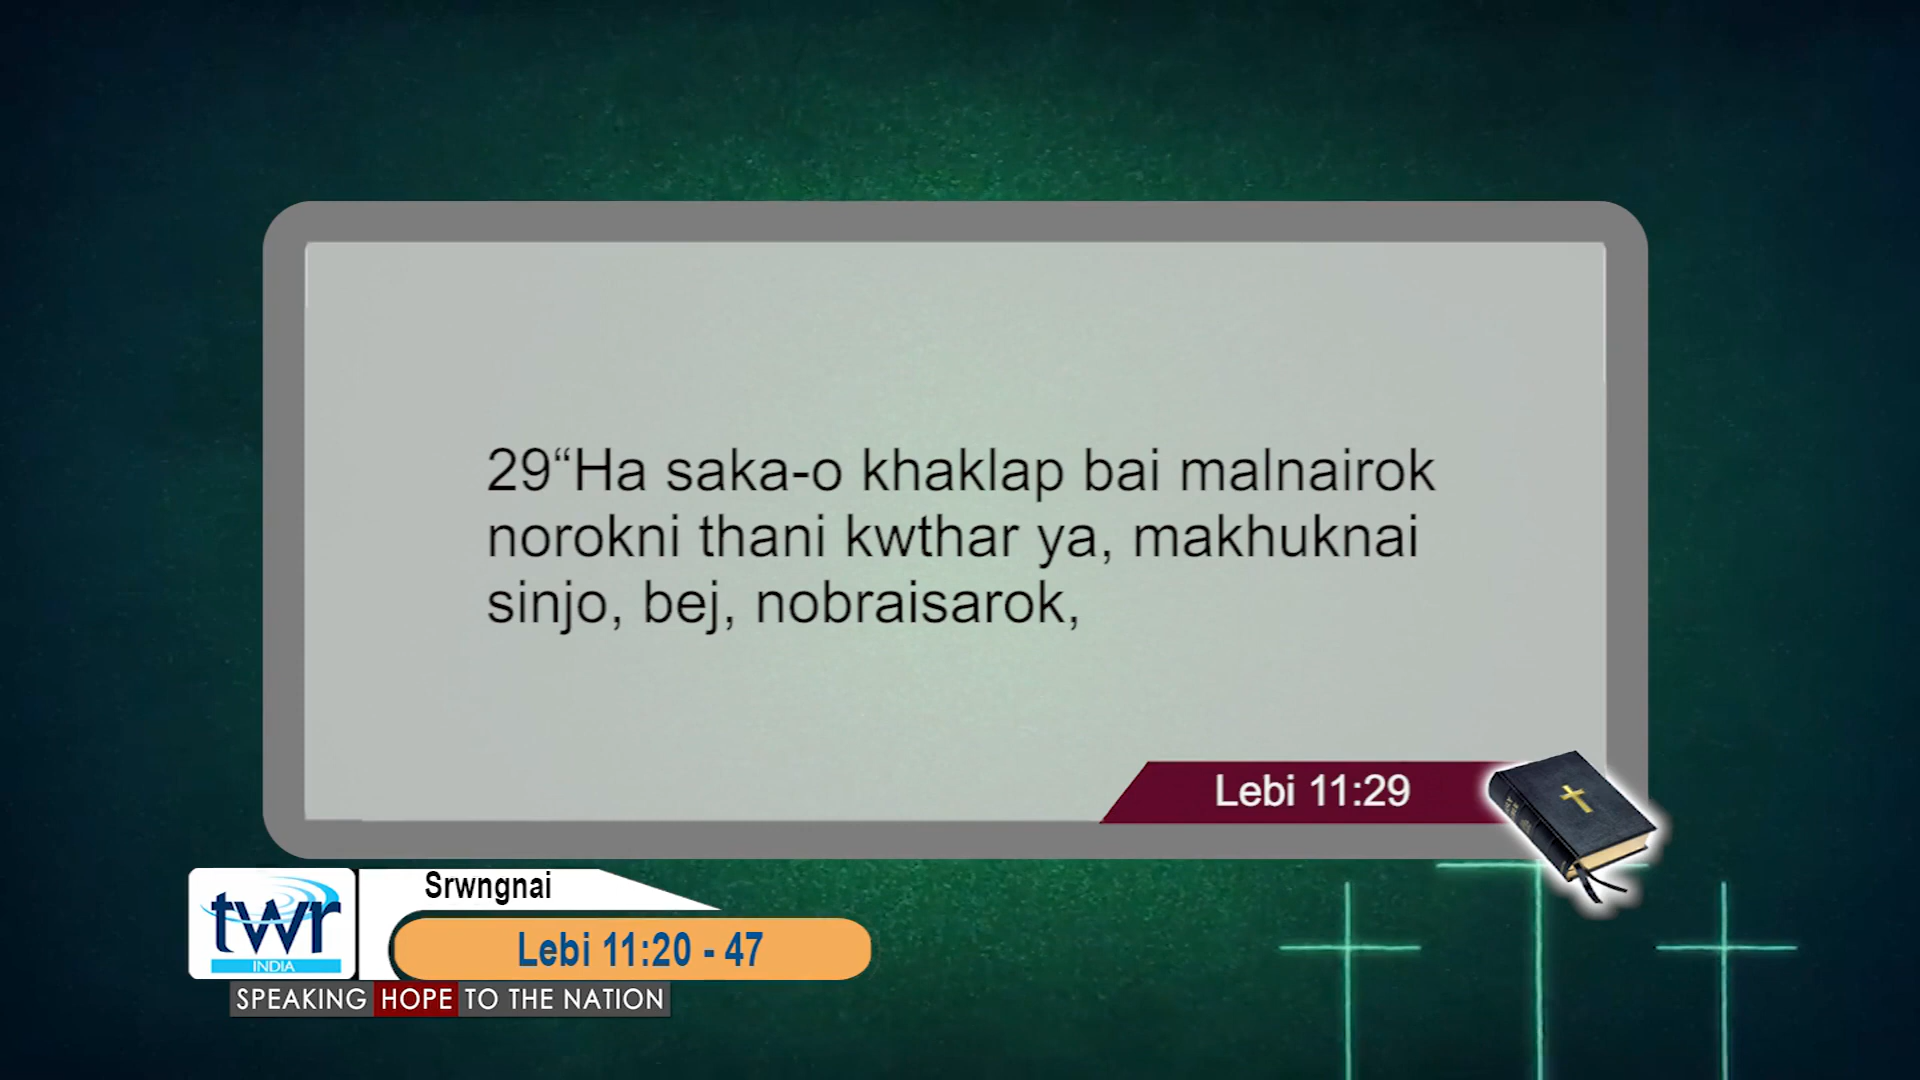 29“Ha saka-o khaklap bai malnairok
norokni thani kwthar ya, makhuknai
sinjo, bej, nobraisarok,
Lebi 11:29
Srwngnai
twr
INDIA
Lebi 11:20 - 47
SPEAKING HOPE TO THE NATION